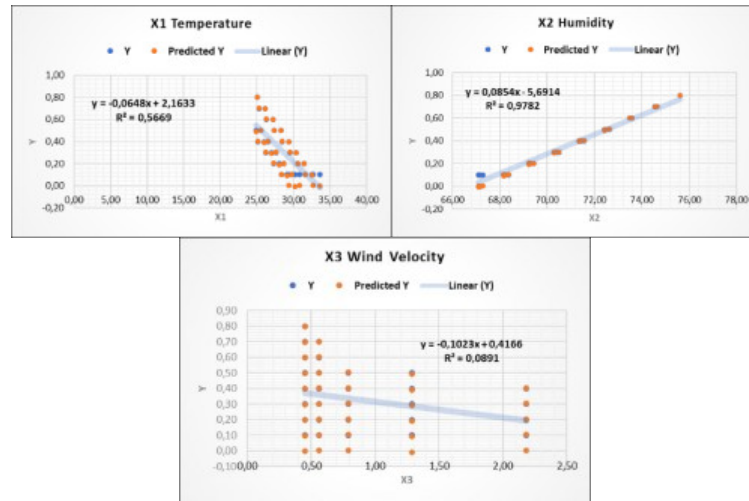 X1 Temperature
Y Predicted Y Linear (Y)
1,00
0,80
0,60
0,40
0,20
0,00
-0,20
Y
y = -0,0648x + 2,1633
R² = 0,5669
0,00 5,00 10,00 15,00 20,00 25,00 30,00 35,00 40,00
X1
X2 Humidity
Y Predicted Y Linear (Y)
1,00
0,80
0,60
0,40
0,20
0,00
-0,20
Y
y = 0,0854x - 5,6914
R² = 0,9782
66,00 68,00 70,00 72,00 74,00 76,00 78,00
X2
X3 Wind Velocity
Y Predicted Y Linear (Y)
0,90
0,80
0,70
0,60
0,50
0,40
0,30
0,20
0,10
0,00
-0,10
Y
y = -0,1023x + 0,4166
R² = 0,0891
0,00 0,50 1,00 1,50 2,00 2,50
X3